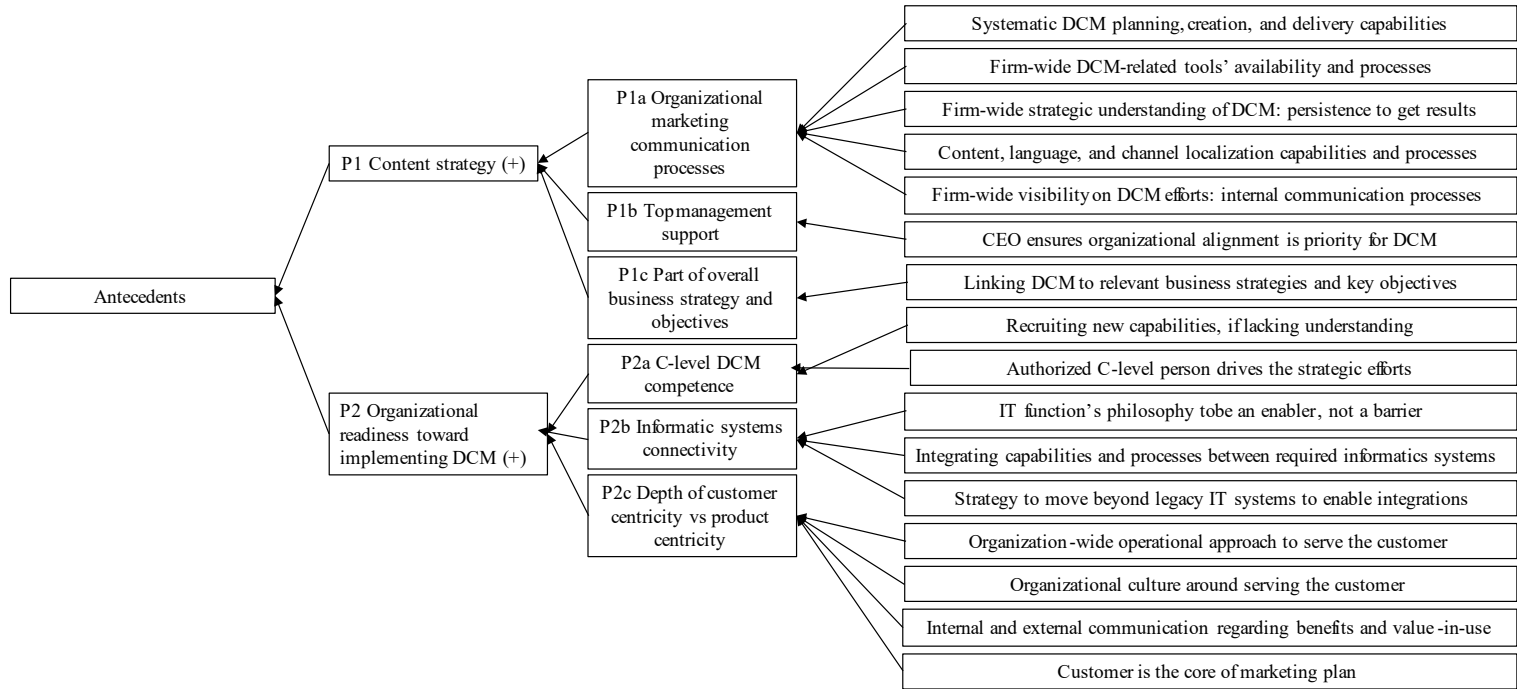 Antecedents
P1 Content strategy (+)
P2 Organizational
readiness toward
implementing DCM (+)
P1a Organizational
marketing
communication
processes
P1b Top management
support
P1c Part of overall
business strategy and
objectives
P2a C-level DCM
competence
P2b Informatic systems
connectivity
P2c Depth of customer
centricity vs product
centricity
Systematic DCM planning, creation, and delivery capabilities
Firm-wide DCM-related tools' availability and processes
Firm-wide strategic understanding of DCM: persistence to get results
Content, language, and channel localization capabilities and processes
Firm-wide visibility on DCM efforts: internal communication processes
CEO ensures organizational alignment is priority for DCM
Linking DCM to relevant business strategies and key objectives
Recruiting new capabilities, if lacking understanding
Authorized C-level person drives the strategic efforts
IT function's philosophy tobe an enabler, not a barrier
Integrating capabilities and processes between required informatics systems
Strategy to move beyond legacy IT systems to enable integrations
Organization-wide operational approach to serve the customer
Organizational culture around serving the customer
Internal and external communication regarding benefits and value-in-use
Customer is the core of marketing plan